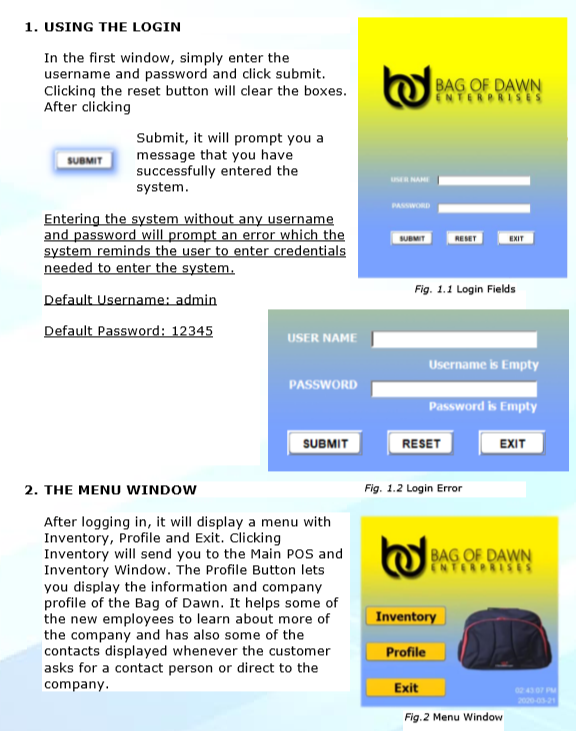 1. USING THE LOGIN
In the first window, simply enter the
username and password and click submit.
Clicking the reset button will clear the boxes.
After clicking
SUBMIT
Submit, it will prompt you a
message that you have
successfully entered the
system.
Entering the system without any username
and password will prompt an error which the
system reminds the user to enter credentials
needed to enter the system.
Default Username: admin
Default Password: 12345
bd BAG OF DAWN
ENTERPRISES
USER NAME
PASSWORD
SUBMIT RESET EXIT
Fig. 1.1 Login Fields
USER NAME
Username is Empty
PASSWORD
Password is Empty
SUBMIT RESET EXIT
Fig. 1.2 Login Error
2. THE MENU WINDOW
After logging in, it will display a menu with
Inventory, Profile and Exit. Clicking
Inventory will send you to the Main POS and
Inventory Window. The Profile Button lets
you display the information and company
profile of the Bag of Dawn. It helps some of
the new employees to learn about more of
the company and has also some of the
contacts displayed whenever the customer
asks for a contact person or direct to the
company.
bd BAG OF DAWN
ENTERPRISES
Inventory
Profile
Exit
02:43:07 PM
2020-03-21
Fig.2 Menu Window